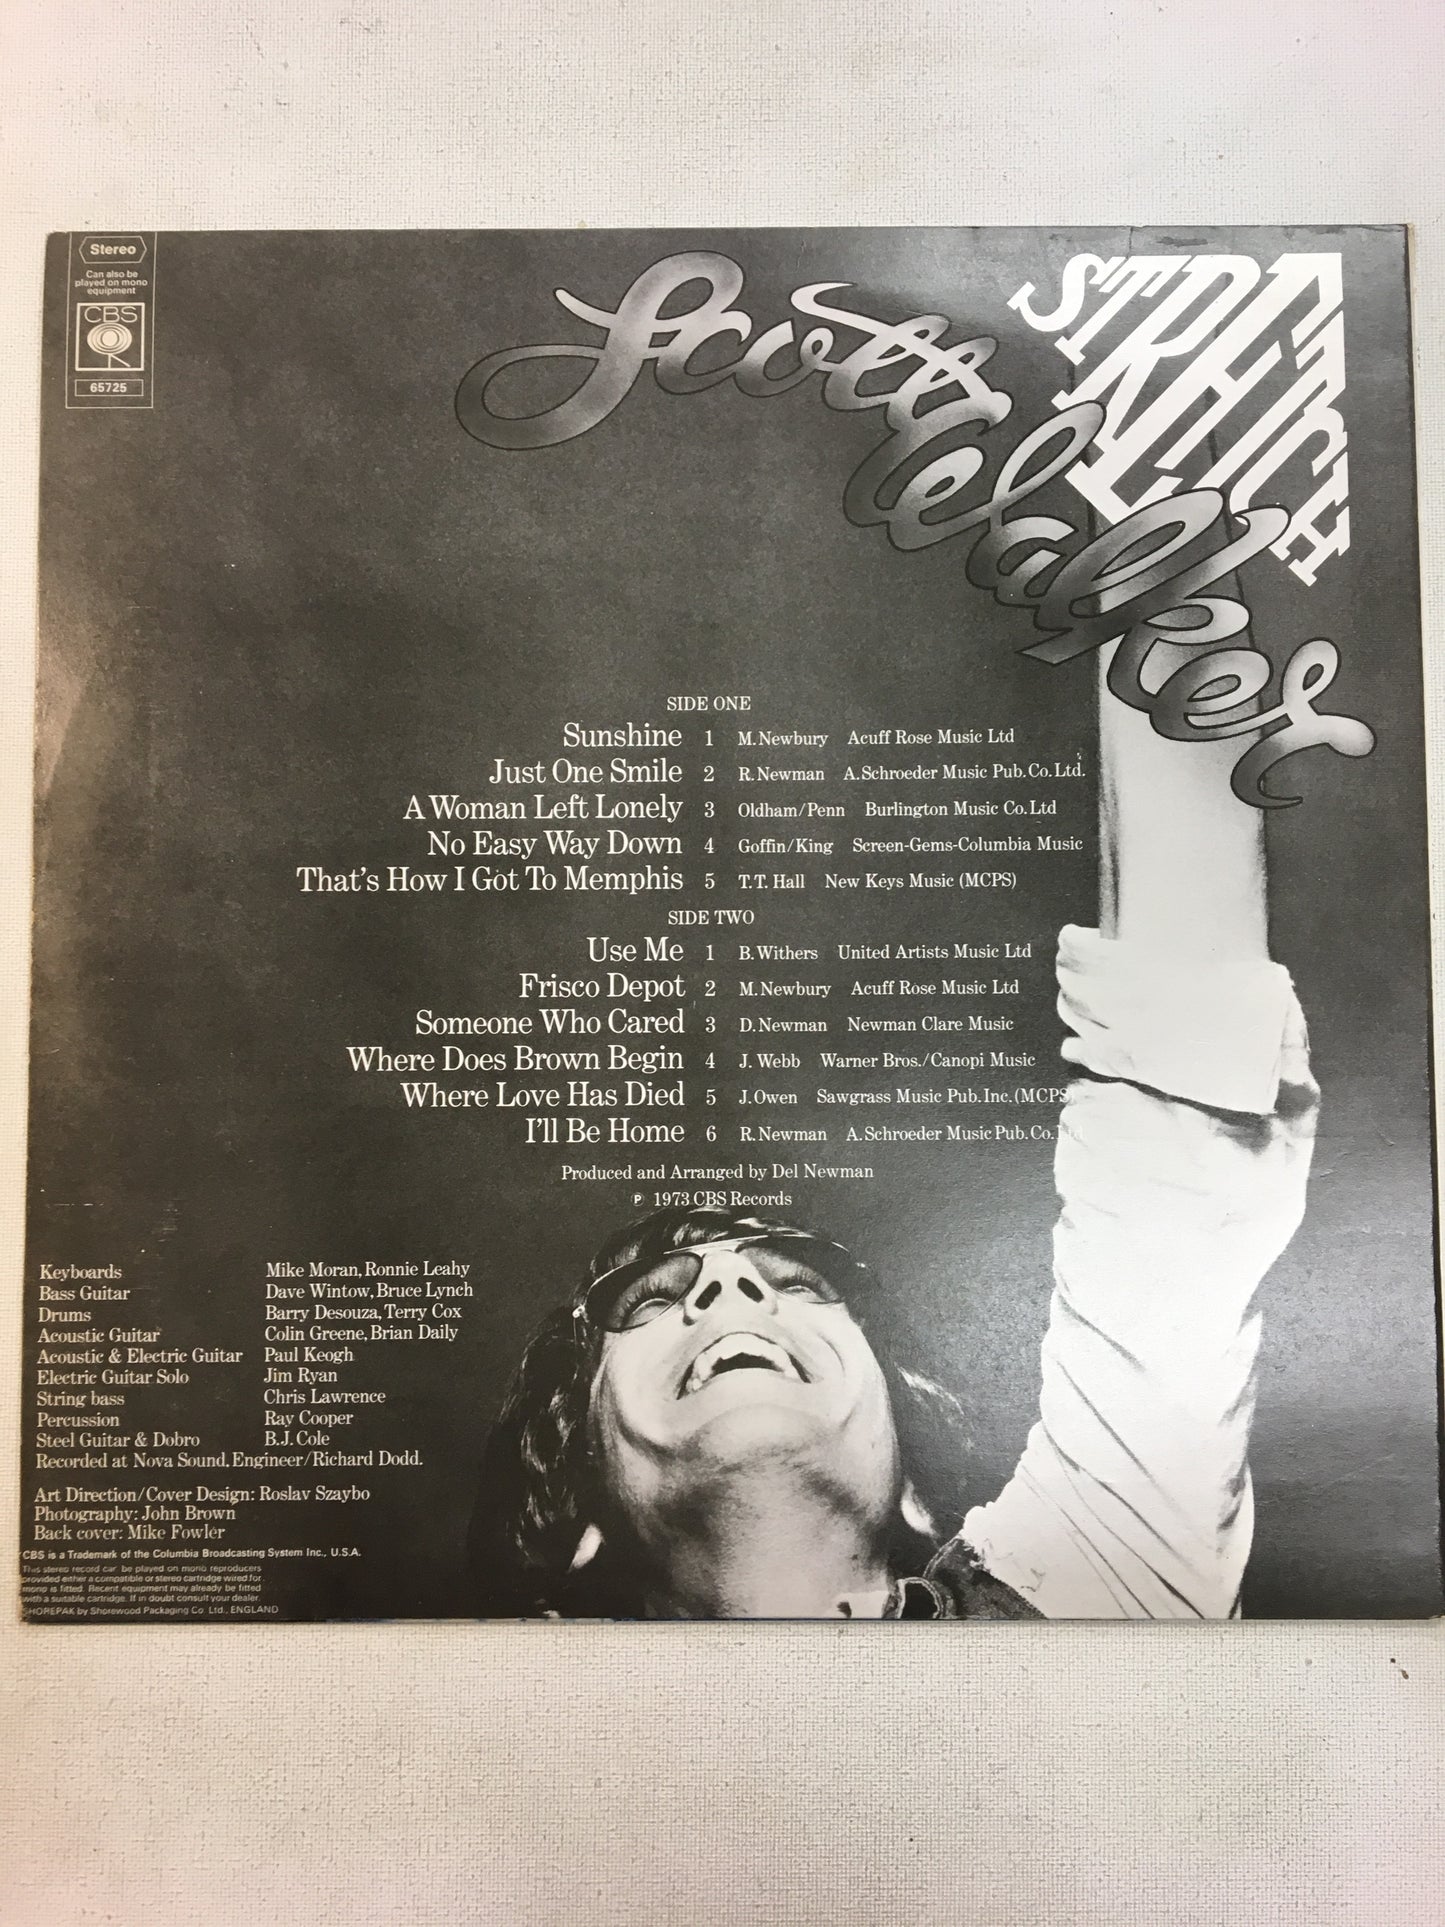 Stereo
Can also be
played on mono
equipment
CBS
65725
Scott Walker
STRETCH
SIDE ONE
Sunshine 1 M. Newbury Acuff Rose Music Ltd
Just One Smile 2 R. Newman A. Schroeder Music Pub. Co. Ltd.
A Woman Left Lonely 3 Oldham/Penn Burlington Music Co. Ltd
No Easy Way Down 4 Goffin/King Screen-Gems-Columbia Music
That's How I Got To Memphis 5 T.T. Hall New Keys Music (MCPS)
SIDE TWO
Use Me 1 B. Withers United Artists Music Ltd
Frisco Depot 2 M. Newbury Acuff Rose Music Ltd
Someone Who Cared 3 D. Newman Newman Clare Music
Where Does Brown Begin 4 J. Webb Warner Bros./Canopi Music
Where Love Has Died 5 J. Owen Sawgrass Music Pub. Inc. (MCPS)
I'll Be Home 6 R. Newman A. Schroeder Music Pub. Co. Ltd
Produced and Arranged by Del Newman
℗ 1973 CBS Records
Keyboards Mike Moran, Ronnie Leahy
Bass Guitar Dave Wintow, Bruce Lynch
Drums Barry Desouza, Terry Cox
Acoustic Guitar Colin Greene, Brian Daily
Acoustic & Electric Guitar Paul Keogh
Electric Guitar Solo Jim Ryan
String bass Chris Lawrence
Percussion Ray Cooper
Steel Guitar & Dobro B.J. Cole
Recorded at Nova Sound. Engineer/Richard Dodd.
Art Direction/Cover Design: Roslav Szaybo
Photography: John Brown
Back cover: Mike Fowler
CBS is a Trademark of the Columbia Broadcasting System Inc., U.S.A.
This stereo record car be played on mono reproducers
provided either a compatible or stereo cartridge wired for
mono is fitted. Recent equipment may already be fitted
with a suitable cartridge. If in doubt consult your dealer.
SHOREPAK by Shorewood Packaging Co. Ltd., ENGLAND